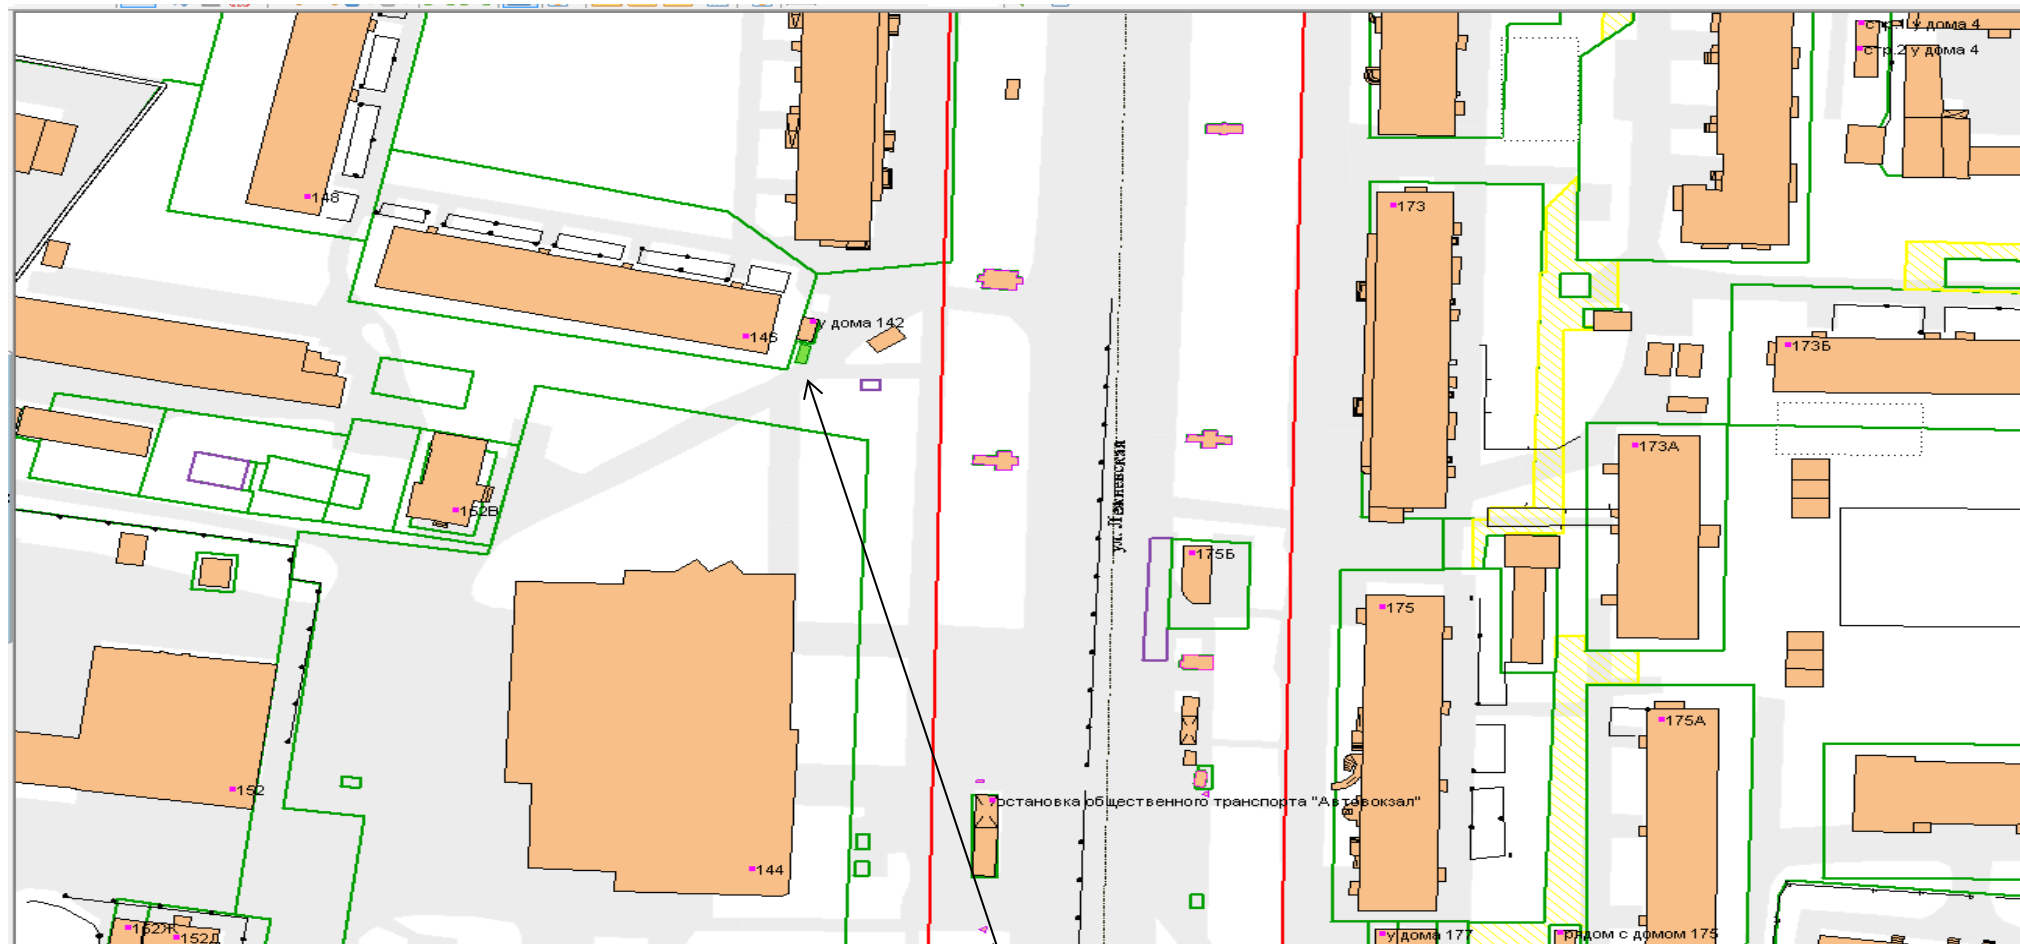 стр.1 у дома 4
стр.2 у дома 4
148
173
у дома 142
146
173Б
173А
ул. Лежневская
152В
175Б
175
175А
152
остановка общественного транспорта "Автовокзал"
144
152Ж
152Д
у дома 177
рядом с домом 175